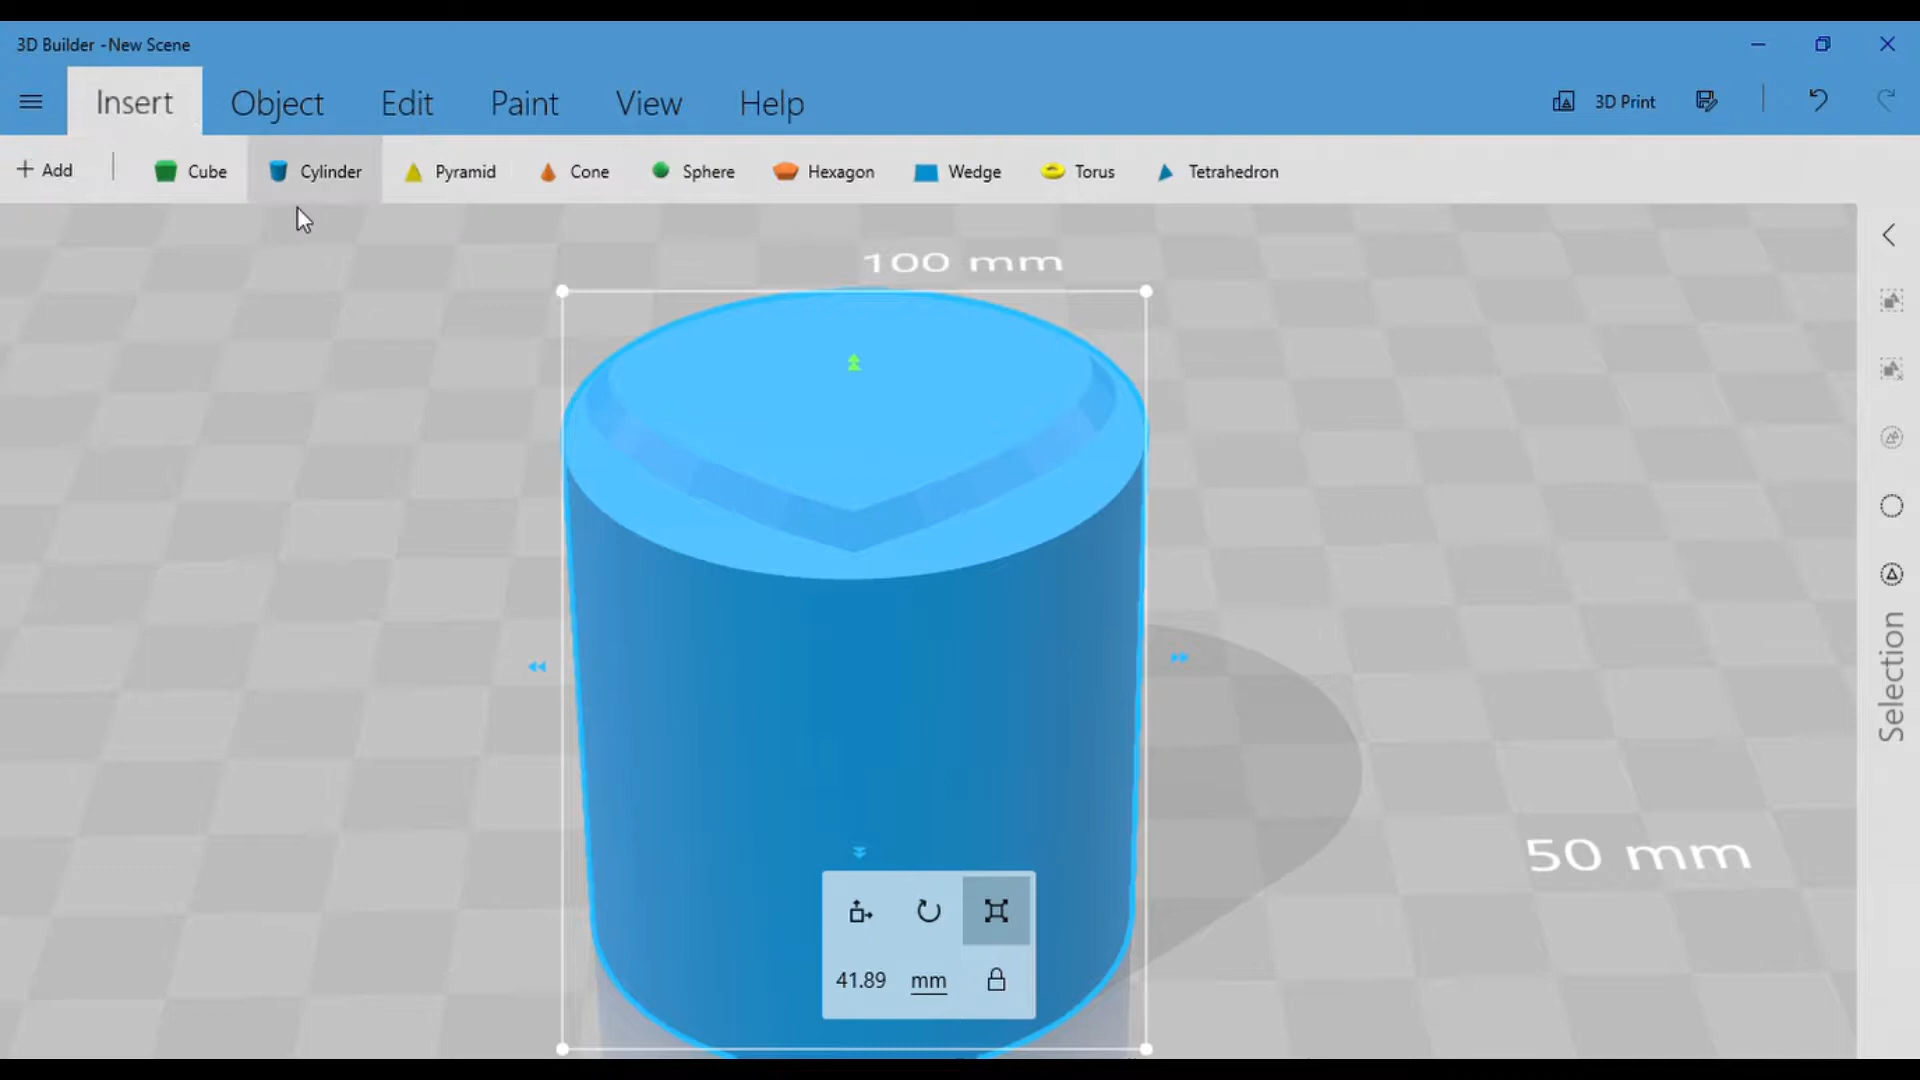 3D Builder -New Scene
Insert Object Edit Paint View Help 3D Print
Add Cube Cylinder Pyramid Cone Sphere Hexagon Wedge Torus Tetrahedron
100 mm
Selection
50 mm
41.89 mm